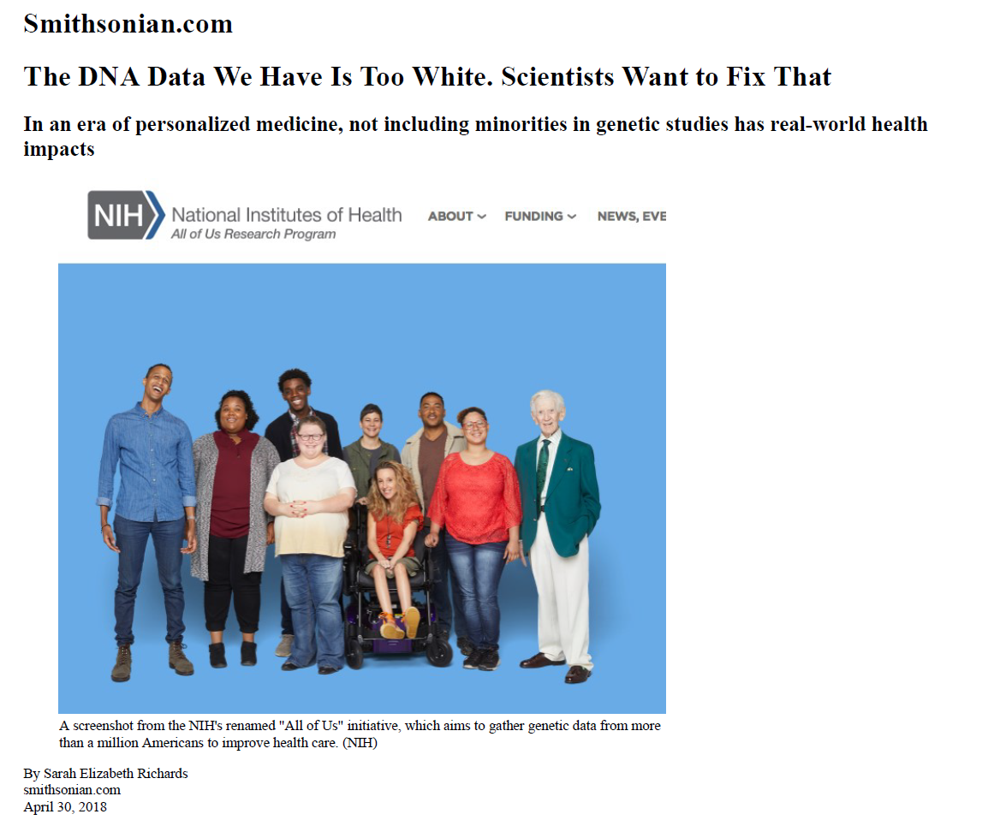 Smithsonian.com
The DNA Data We Have Is Too White. Scientists Want to Fix That
In an era of personalized medicine, not including minorities in genetic studies has real-world health
impacts
NIH National Institutes of Health ABOUT FUNDING NEWS, EVE
All of Us Research Program
A screenshot from the NIH's renamed "All of Us" initiative, which aims to gather genetic data from more
than a million Americans to improve health care. (NIH)
By Sarah Elizabeth Richards
smithsonian.com
April 30, 2018